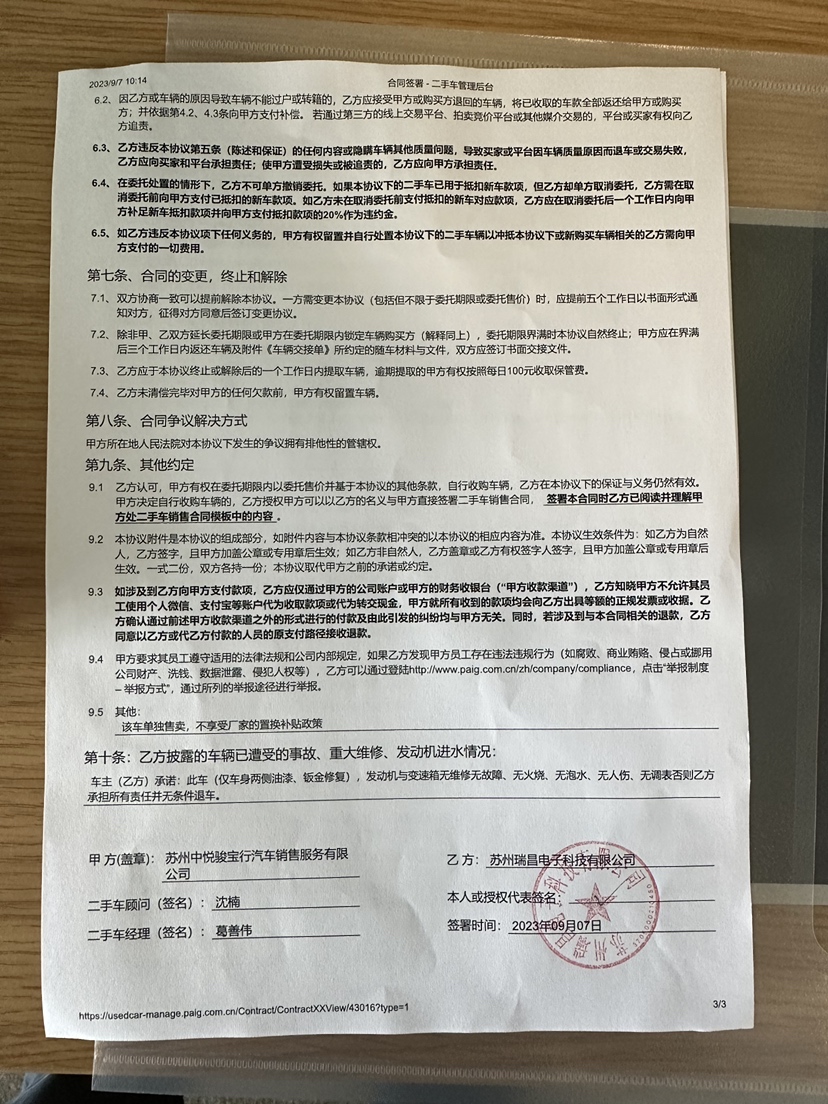 2023/9/7 10:14
合同签署 - 二手车管理后台
6.2、 因乙方或车辆的原因导致车辆不能过户或转籍的，乙方应接受甲方或购买方退回的车辆，将已收取的车款全部返还给甲方或购买
方；并依据第4.2、4.3条向甲方支付补偿。 若通过第三方的线上交易平台、拍卖竞价平台或其他媒介交易的，平台或买家有权向乙
方追责。
6.3、 乙方违反本协议第五条（陈述和保证）的任何内容或隐瞒车辆其他质量问题，导致买家或平台因车辆质量原因而退车或交易失败，
乙方应向买家和平台承担责任；使甲方遭受损失或被追责的，乙方应向甲方承担责任。
6.4、 在委托处置的情形下，乙方不可单方撤销委托。如果本协议下的二手车已用于抵扣新车款项，但乙方却单方取消委托，乙方需在取
消委托前向甲方支付已抵扣的新车款项。如乙方未在取消委托前支付抵扣的新车对应款项，乙方应在取消委托后一个工作日内向甲
方补足新车抵扣款项并向甲方支付抵扣款项的20%作为违约金。
6.5、 如乙方违反本协议项下任何义务的，甲方有权留置并自行处置本协议下的二手车辆以冲抵本协议下或新购买车辆相关的乙方需向甲
方支付的一切费用。
第七条、合同的变更，终止和解除
7.1、 双方协商一致可以提前解除本协议。一方需变更本协议（包括但不限于委托期限或委托售价）时，应提前五个工作日以书面形式通
知对方，征得对方同意后签订变更协议。
7.2、 除非甲、乙双方延长委托期限或甲方在委托期限内锁定车辆购买方（解释同上），委托期限界满时本协议自然终止；甲方应在界满
后三个工作日内返还车辆及附件《车辆交接单》所约定的随车材料与文件，双方应签订书面交接文件。
7.3、 乙方应于本协议终止或解除后的一个工作日内提取车辆，逾期提取的甲方有权按照每日100元收取保管费。
7.4、 乙方未清偿完毕对甲方的任何欠款前，甲方有权留置车辆。
第八条、合同争议解决方式
甲方所在地人民法院对本协议下发生的争议拥有排他性的管辖权。
第九条、其他约定
9.1 乙方认可，甲方有权在委托期限内以委托售价并基于本协议的其他条款，自行收购车辆，乙方在本协议下的保证与义务仍然有效。
甲方决定自行收购车辆的，乙方授权甲方可以以乙方的名义与甲方直接签署二手车销售合同， 签署本合同时乙方已阅读并理解甲
方处二手车销售合同模板中的内容 。
9.2 本协议附件是本协议的组成部分，如附件内容与本协议条款相冲突的以本协议的相应内容为准。本协议生效条件为：如乙方为自然
人，乙方签字，且甲方加盖公章或专用章后生效；如乙方非自然人，乙方盖章或乙方有权签字人签字，且甲方加盖公章或专用章后
生效。一式二份，双方各持一份；本协议取代甲方之前的承诺或约定。
9.3 如涉及到乙方向甲方支付款项，乙方应仅通过甲方的公司账户或甲方的财务收银台（“甲方收款渠道”），乙方知晓甲方不允许其员
工使用个人微信、支付宝等账户代为收取款项或代为转交现金，甲方就所有收到的款项均会向乙方出具等额的正规发票或收据。乙
方确认通过前述甲方收款渠道之外的形式进行的付款及由此引发的纠纷均与甲方无关。同时，若涉及到与本合同相关的退款，乙方
同意以乙方或代乙方付款的人员的原支付路径接收退款。
9.4 甲方要求其员工遵守适用的法律法规和公司内部规定，如果乙方发现甲方员工存在违法违规行为（如腐败、商业贿赂、侵占或挪用
公司财产、洗钱、数据泄露、侵犯人权等），乙方可以通过登陆http://www.paig.com.cn/zh/company/compliance，点击“举报制度
– 举报方式”，通过所列的举报途径进行举报。
9.5 其他:
该车单独售卖，不享受厂家的置换补贴政策
第十条：乙方披露的车辆已遭受的事故、重大维修、发动机进水情况：
车主（乙方）承诺：此车（仅车身两侧油漆、钣金修复），发动机与变速箱无维修无故障、无火烧、无泡水、无人伤、无调表否则乙方
承担所有责任并无条件退车。
甲 方(盖章)： 苏州中悦骏宝行汽车销售服务有限
公司
二手车顾问（签名）： 沈楠
二手车经理（签名）： 葛善伟
乙 方： 苏州瑞昌电子科技有限公司
本人或授权代表签名：
签署时间： 2023年09月07日
https://usedcar-manage.paig.com.cn/Contract/ContractXXView/43016?type=1
3/3